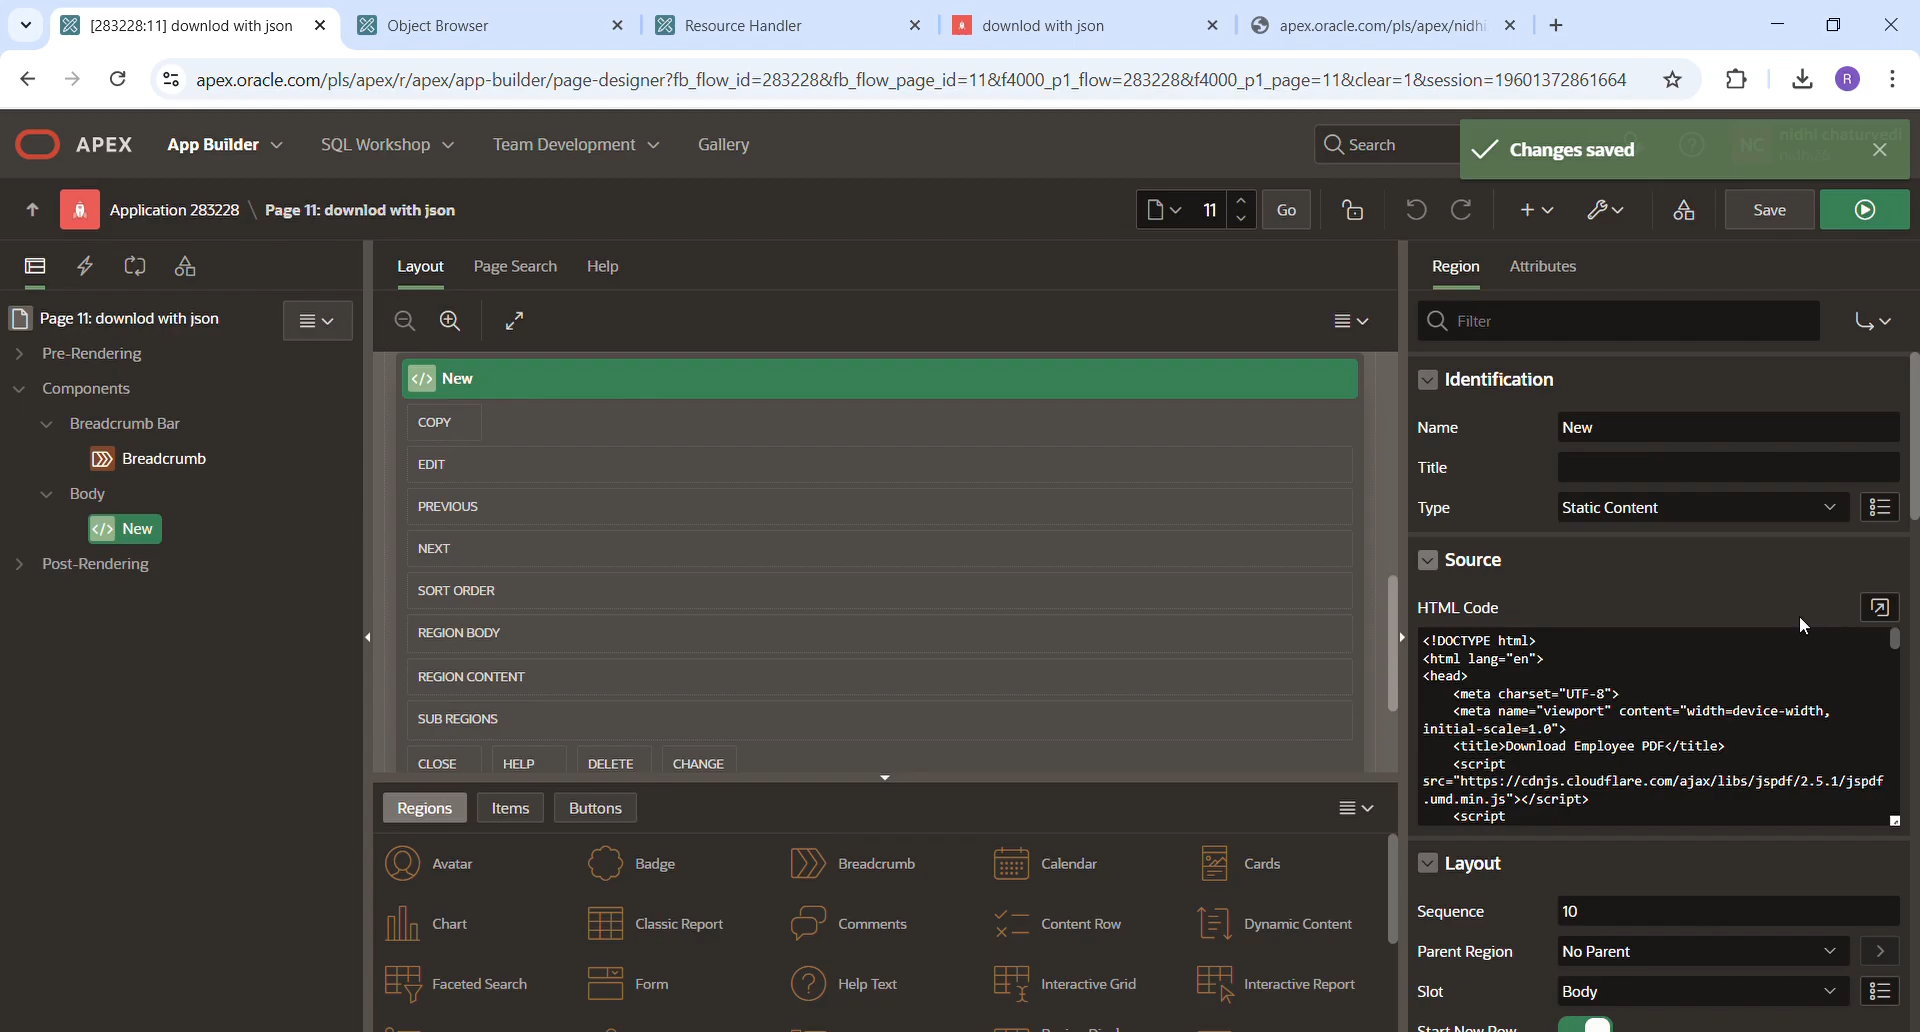 [283228:11] downlod with json
Object Browser
Resource Handler
downlod with json
apex.oracle.com/pls/apex/nidhi
apex.oracle.com/pls/apex/r/apex/app-builder/page-designer?fb_flow_id=283228&fb_flow_page_id=11&f4000_p1_flow=283228&f4000_p1_page=11&clear=1&session=19601372861664
R
APEX
App Builder
SQL Workshop
Team Development
Gallery
Search
Changes saved
NC
nidhi chaturvedi
Application 283228 \ Page 11: downlod with json
11
Go
Save
Layout
Page Search
Help
Region
Attributes
Page 11: downlod with json
Pre-Rendering
Components
Breadcrumb Bar
Breadcrumb
Body
</> New
Post-Rendering
</> New
COPY
EDIT
PREVIOUS
NEXT
SORT ORDER
REGION BODY
REGION CONTENT
SUB REGIONS
CLOSE
HELP
DELETE
CHANGE
Regions
Items
Buttons
Avatar
Badge
Breadcrumb
Calendar
Cards
Chart
Classic Report
Comments
Content Row
Dynamic Content
Faceted Search
Form
Help Text
Interactive Grid
Interactive Report
Filter
Identification
Name
New
Title
Type
Static Content
Source
HTML Code
<!DOCTYPE html>
<html lang="en">
<head>
<meta charset="UTF-8">
<meta name="viewport" content="width=device-width,
initial-scale=1.0">
<title>Download Employee PDF</title>
<script
src="https://cdnjs.cloudflare.com/ajax/libs/jspdf/2.5.1/jspdf
.umd.min.js"></script>
<script
Layout
Sequence
10
Parent Region
No Parent
Slot
Body
Start New Row